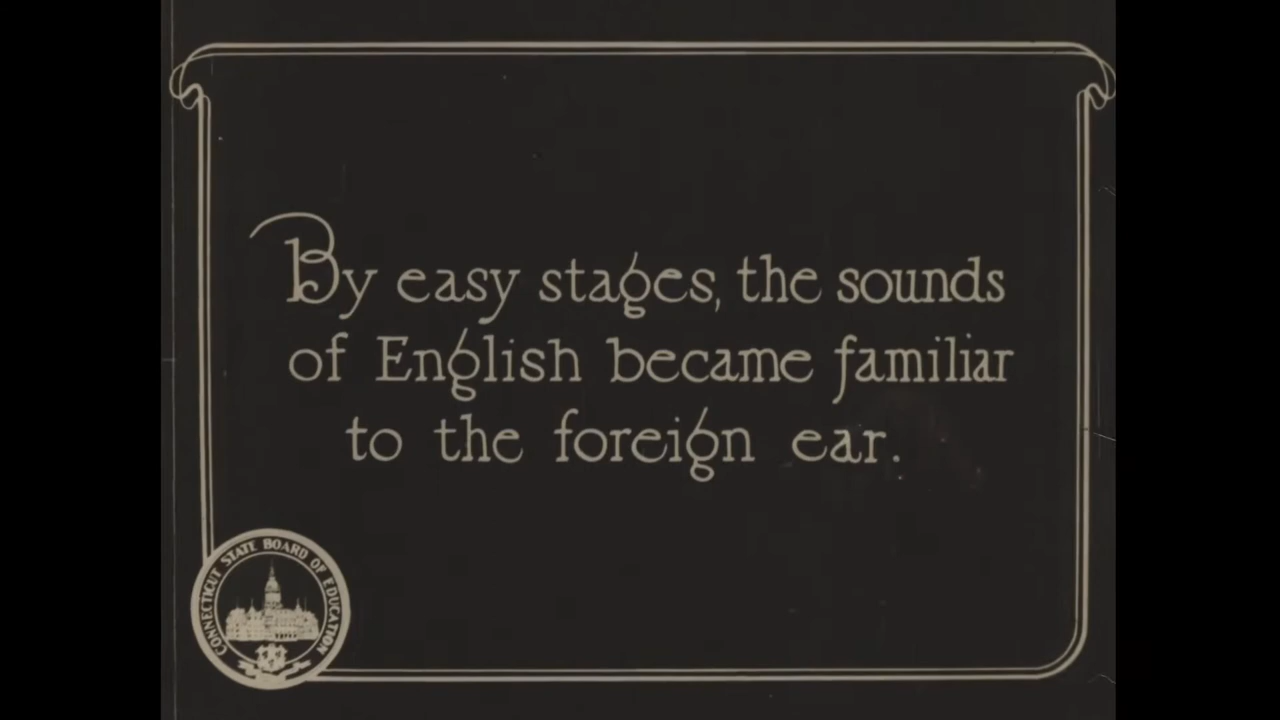 By easy stages, the sounds
of English became familiar
to the foreign ear.
CONNECTICUT STATE BOARD OF EDUCATION